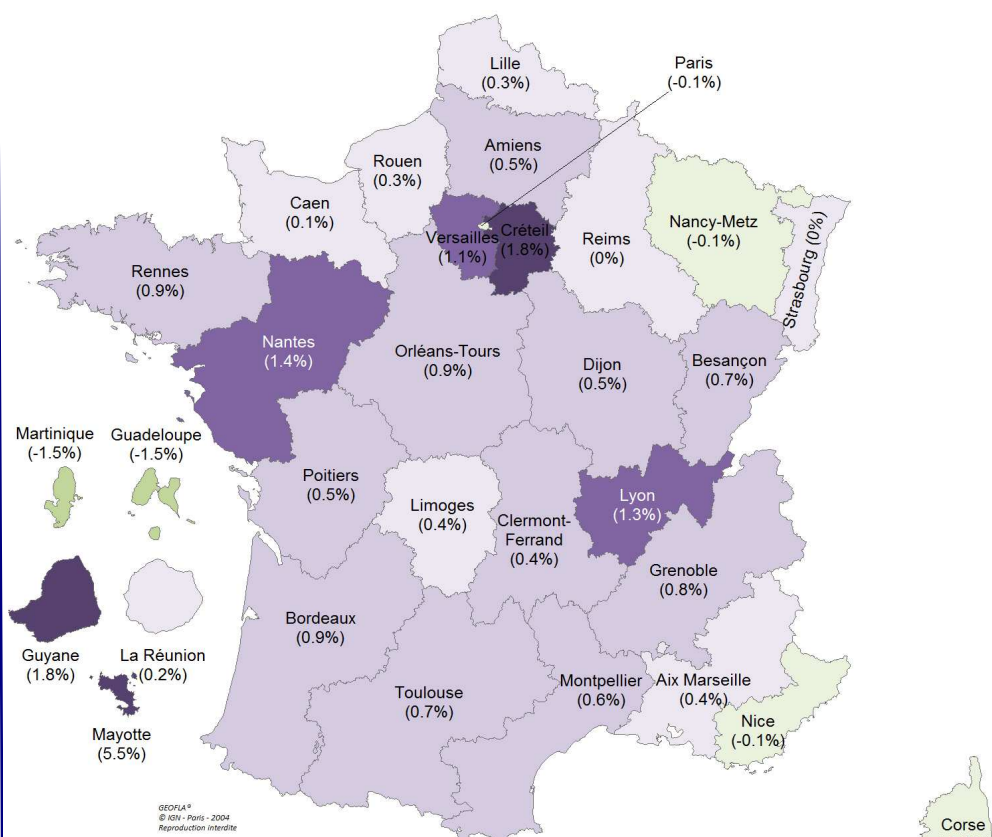 Lille
(0.3%)
Paris
(-0.1%)
Amiens
(0.5%)
Rouen
(0.3%)
Caen
(0.1%)
Versailles
(1.1%)
Créteil
(1.8%)
Reims
(0%)
Nancy-Metz
(-0.1%)
Strasbourg (0%)
Rennes
(0.9%)
Nantes
(1.4%)
Orléans-Tours
(0.9%)
Dijon
(0.5%)
Besançon
(0.7%)
Martinique
(-1.5%)
Guadeloupe
(-1.5%)
Poitiers
(0.5%)
Limoges
(0.4%)
Clermont-
Ferrand
(0.4%)
Lyon
(1.3%)
Grenoble
(0.8%)
Bordeaux
(0.9%)
Guyane
(1.8%)
La Réunion
(0.2%)
Mayotte
(5.5%)
Toulouse
(0.7%)
Montpellier
(0.6%)
Aix Marseille
(0.4%)
Nice
(-0.1%)
Corse
GEOFLA®
© IGN - Paris - 2004
Reproduction interdite